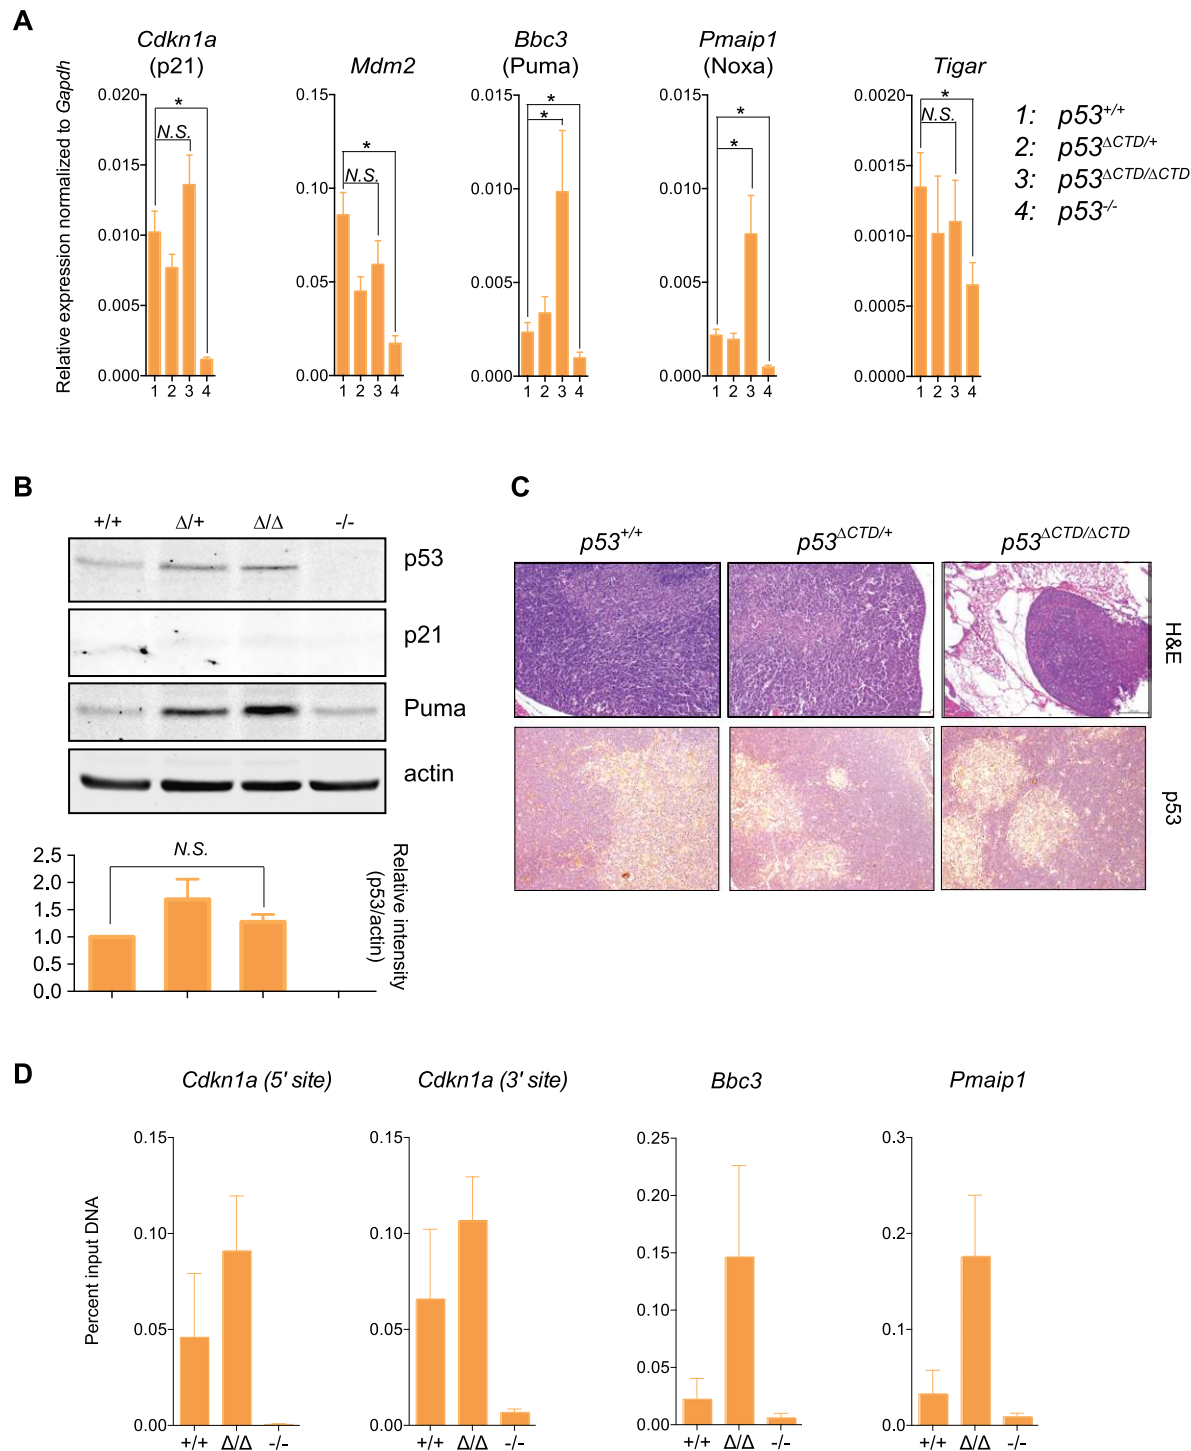 A
Cdkn1a
(p21)
Mdm2
Bbc3
(Puma)
Pmaip1
(Noxa)
Tigar
Relative expression normalized to Gapdh
0.020
0.015
0.010
0.005
0.000
*
N.S.
1 2 3 4
0.15
0.10
0.05
0.00
*
N.S.
1 2 3 4
0.015
0.010
0.005
0.000
*
*
1 2 3 4
0.015
0.010
0.005
0.000
*
*
1 2 3 4
0.0020
0.0015
0.0010
0.0005
0.0000
*
N.S.
1 2 3 4
1: p53+/+
2: p53ΔCTD/+
3: p53ΔCTD/ΔCTD
4: p53-/-
B
+/+ Δ/+ Δ/Δ -/-
p53
p21
Puma
actin
2.5
2.0
1.5
1.0
0.5
0.0
N.S.
Relative intensity
(p53/actin)
C
p53+/+ p53ΔCTD/+ p53ΔCTD/ΔCTD
H&E
p53
D
Cdkn1a (5' site)
Cdkn1a (3' site)
Bbc3
Pmaip1
Percent input DNA
0.15
0.10
0.05
0.00
+/+ Δ/Δ -/-
0.15
0.10
0.05
0.00
+/+ Δ/Δ -/-
0.25
0.20
0.15
0.10
0.05
0.00
+/+ Δ/Δ -/-
0.3
0.2
0.1
0.0
+/+ Δ/Δ -/-